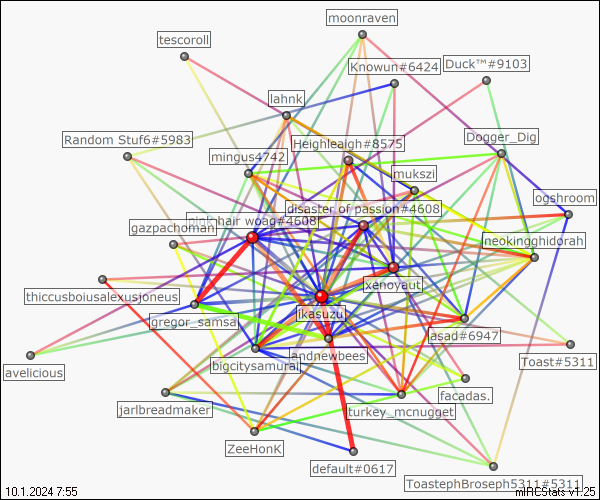 moonraven
tescoroll
Knowun#6424
Duck™#9103
lahnk
Random Stuf6#5983
Heighleaigh#8575
Dogger_Dig
mingus4742
mukszi
ogshroom
disaster of passion#4608
pink hair woag#4608
gazpachoman
neokingghidorah
xenoyaut
thiccusboiusalexusjoneus
ikasuzu
gregor_samsa
asad#6947
andnewbees
bigcitysamurai
Toast#5311
avelicious
facadas.
jarlbreadmaker
turkey_mcnugget
ZeeHonK
default#0617
ToastephBroseph5311#5311
10.1.2024 7:55
mIRCStats v1.25